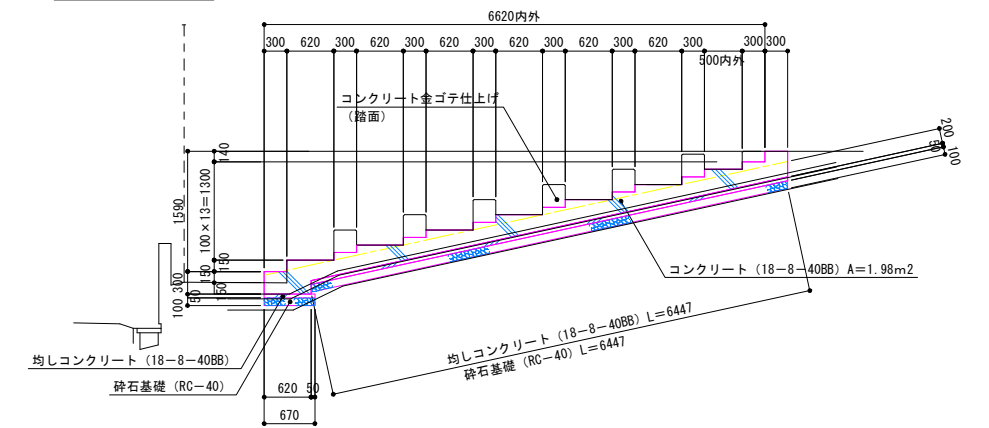 6620内外
300 620 300 620 300 620 300 620 300 620 300 620 300 300
500内外
コンクリート金ゴテ仕上げ
(踏面)
200
50
100
140
1590
100×13=1300
150
150
300
150
50
100
コンクリート(18-8-40BB)A=1.98m2
均しコンクリート(18-8-40BB)L=6447
砕石基礎(RC-40)L=6447
均しコンクリート(18-8-40BB)
砕石基礎(RC-40)
620 50
670